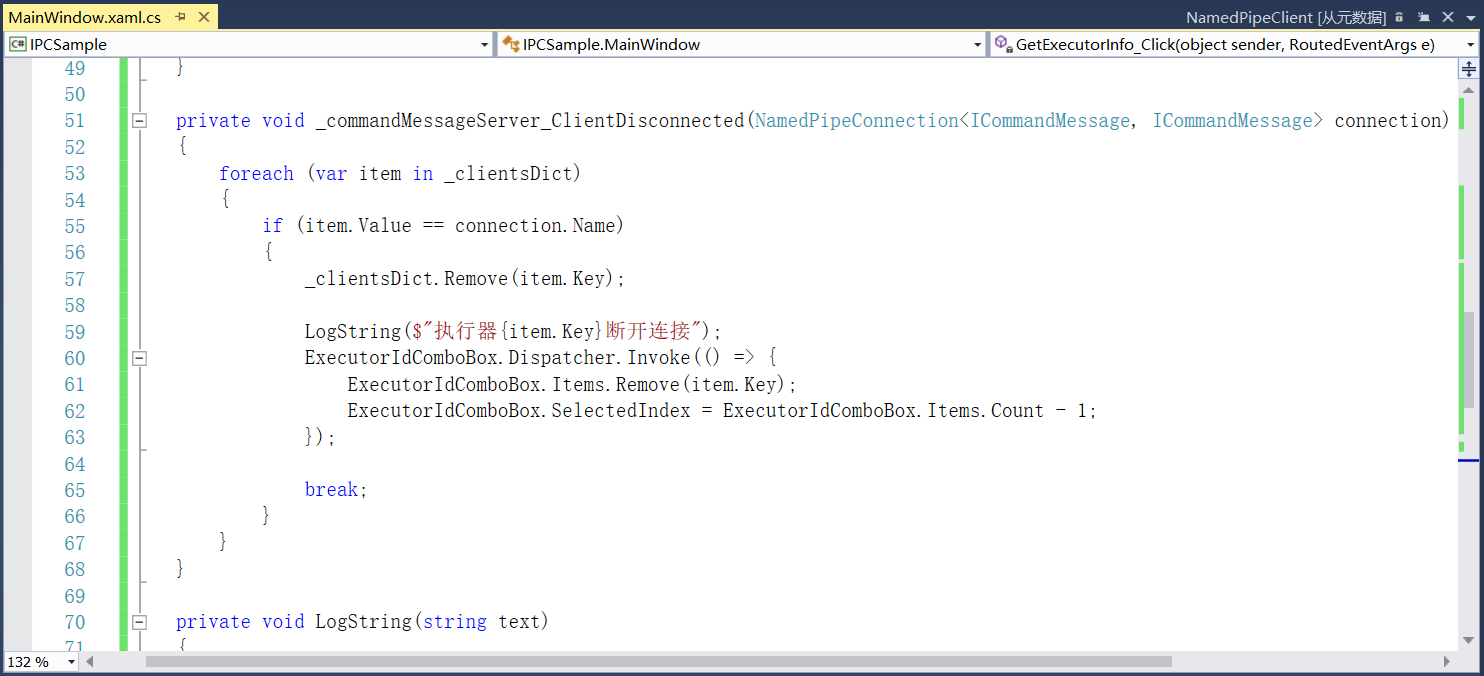 MainWindow.xaml.cs
NamedPipeClient [从元数据]
IPCSample
IPCSample.MainWindow
GetExecutorInfo_Click(object sender, RoutedEventArgs e)
49 }
50
51 private void _commandMessageServer_ClientDisconnected(NamedPipeConnection<ICommandMessage, ICommandMessage> connection)
52 {
53 foreach (var item in _clientsDict)
54 {
55 if (item.Value == connection.Name)
56 {
57 _clientsDict.Remove(item.Key);
58
59 LogString($"执行器{item.Key}断开连接");
60 ExecutorIdComboBox.Dispatcher.Invoke(() => {
61 ExecutorIdComboBox.Items.Remove(item.Key);
62 ExecutorIdComboBox.SelectedIndex = ExecutorIdComboBox.Items.Count - 1;
63 });
64
65 break;
66 }
67 }
68 }
69
70 private void LogString(string text)
71 {
132 %